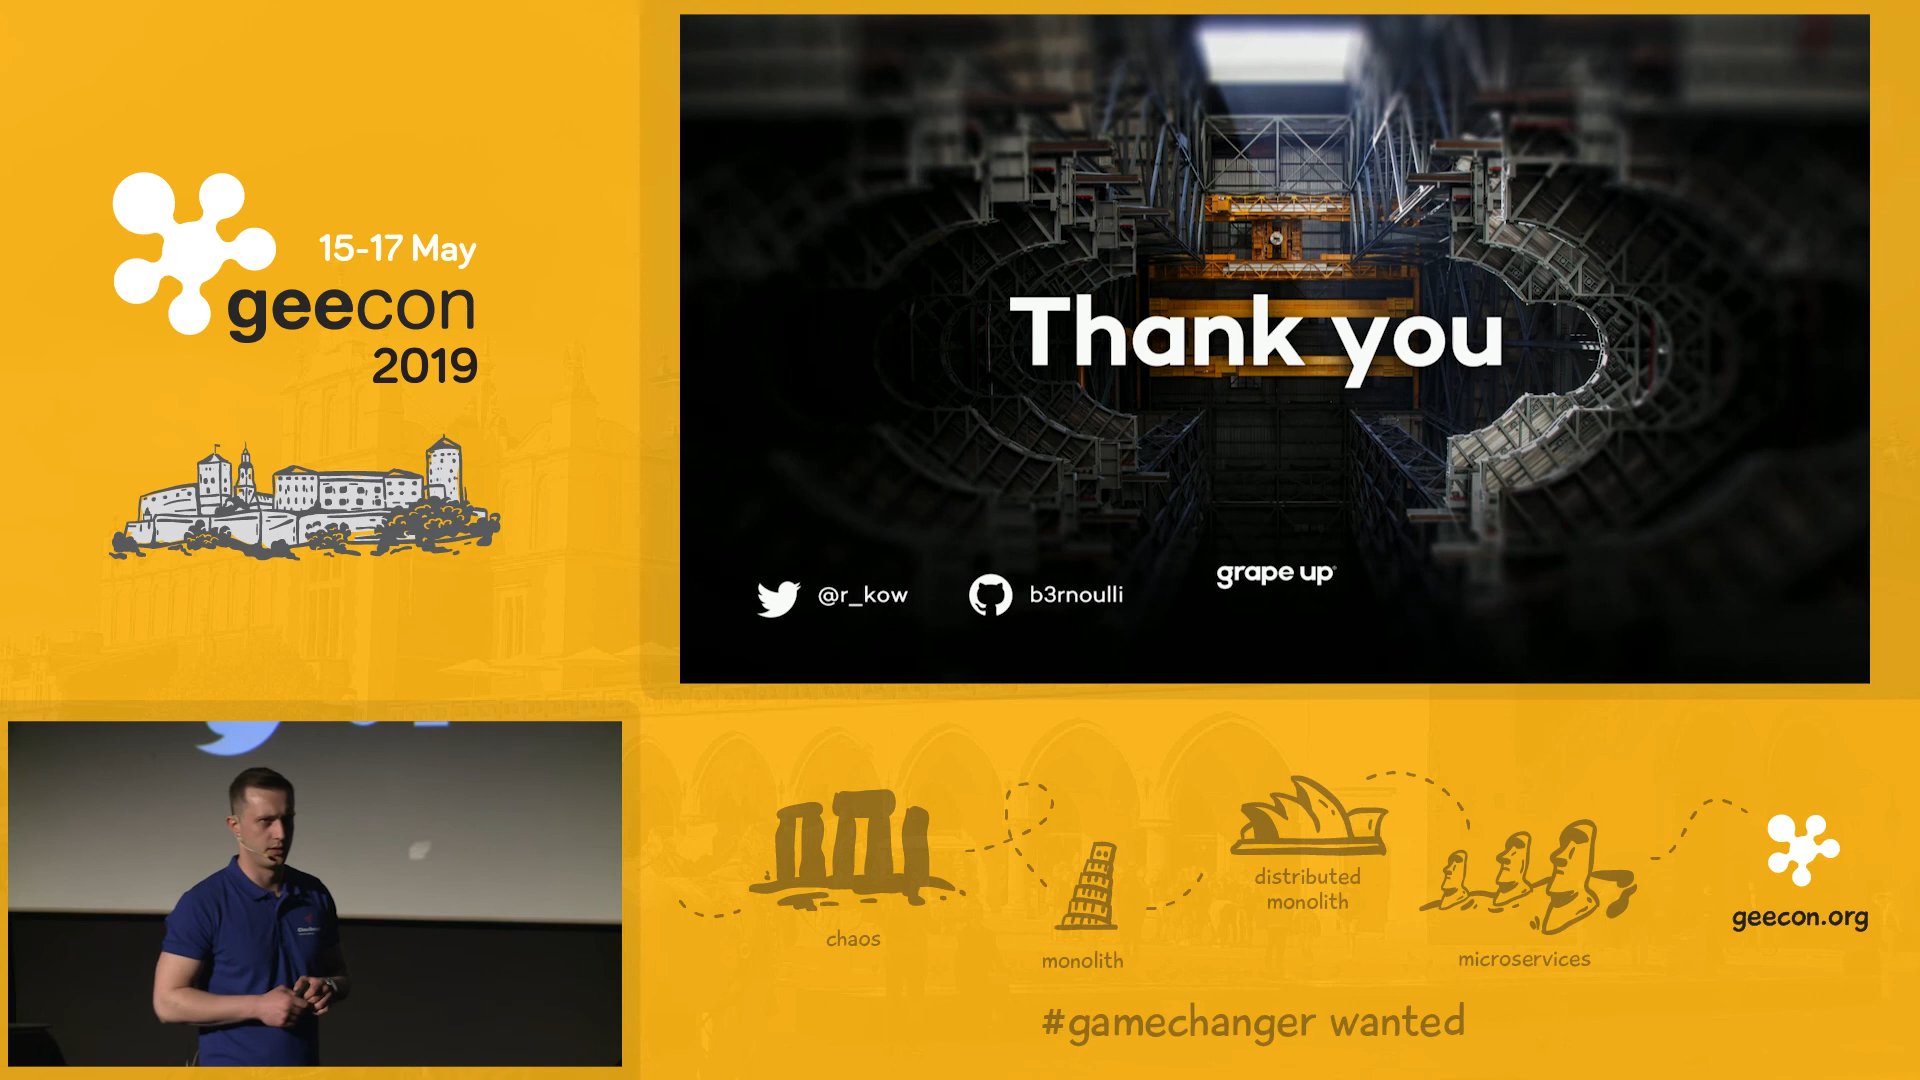 15-17 May
geecon
2019
Thank you
@r_kow
b3rnoulli
grape up
chaos
monolith
distributed
monolith
microservices
geecon.org
#gamechanger wanted